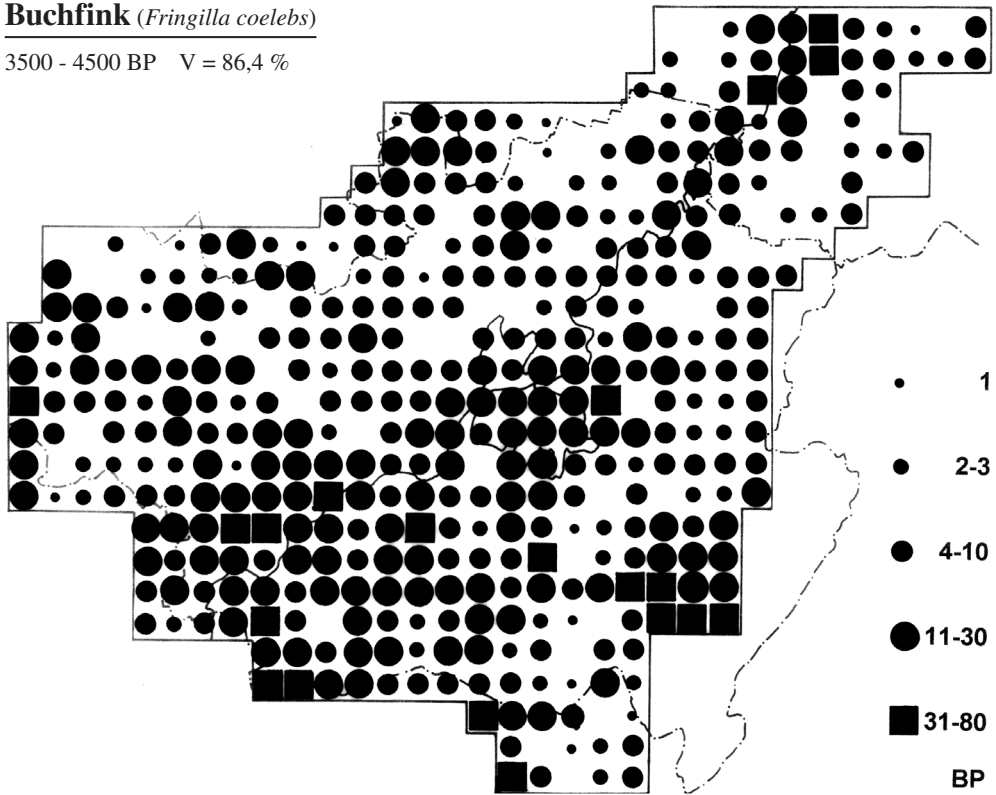 Buchfink (Fringilla coelebs)
3500 - 4500 BP V = 86,4 %
1
2-3
4-10
11-30
31-80
BP